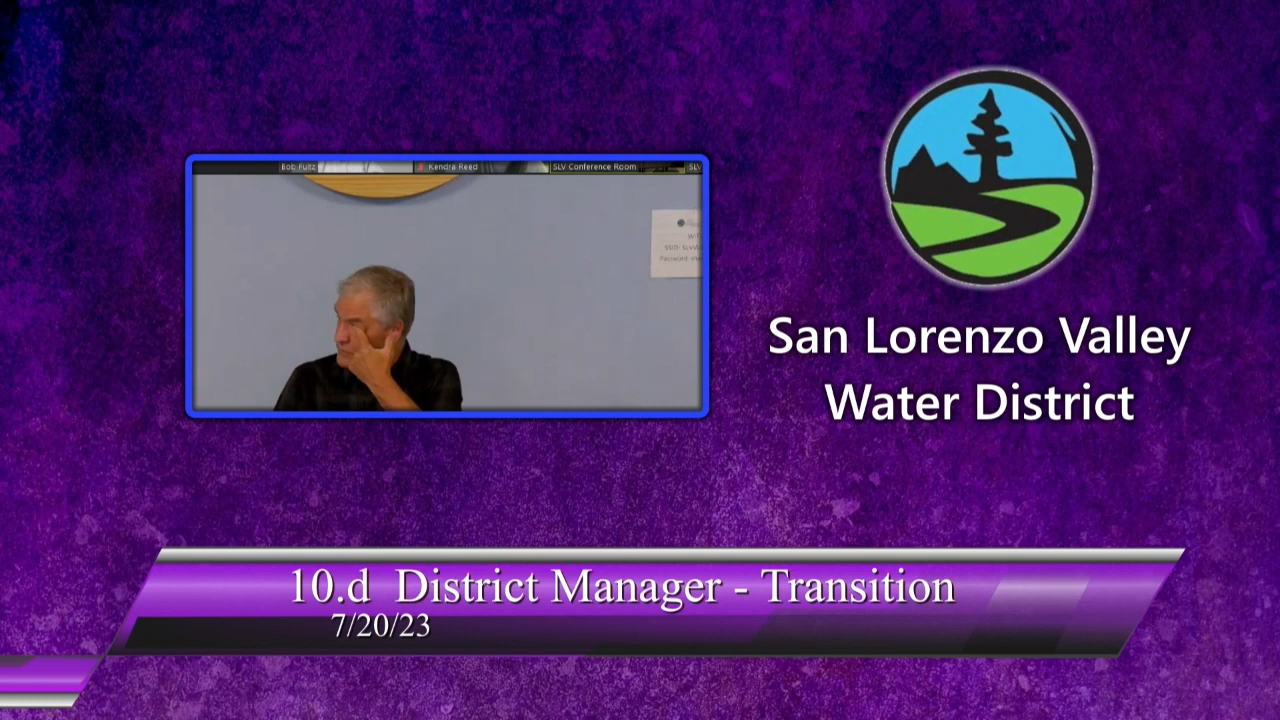 Bob Fultz
Kendra Reed
SLV Conference Room
SLV
San Lorenzo Valley
Water District
10.d District Manager - Transition
7/20/23